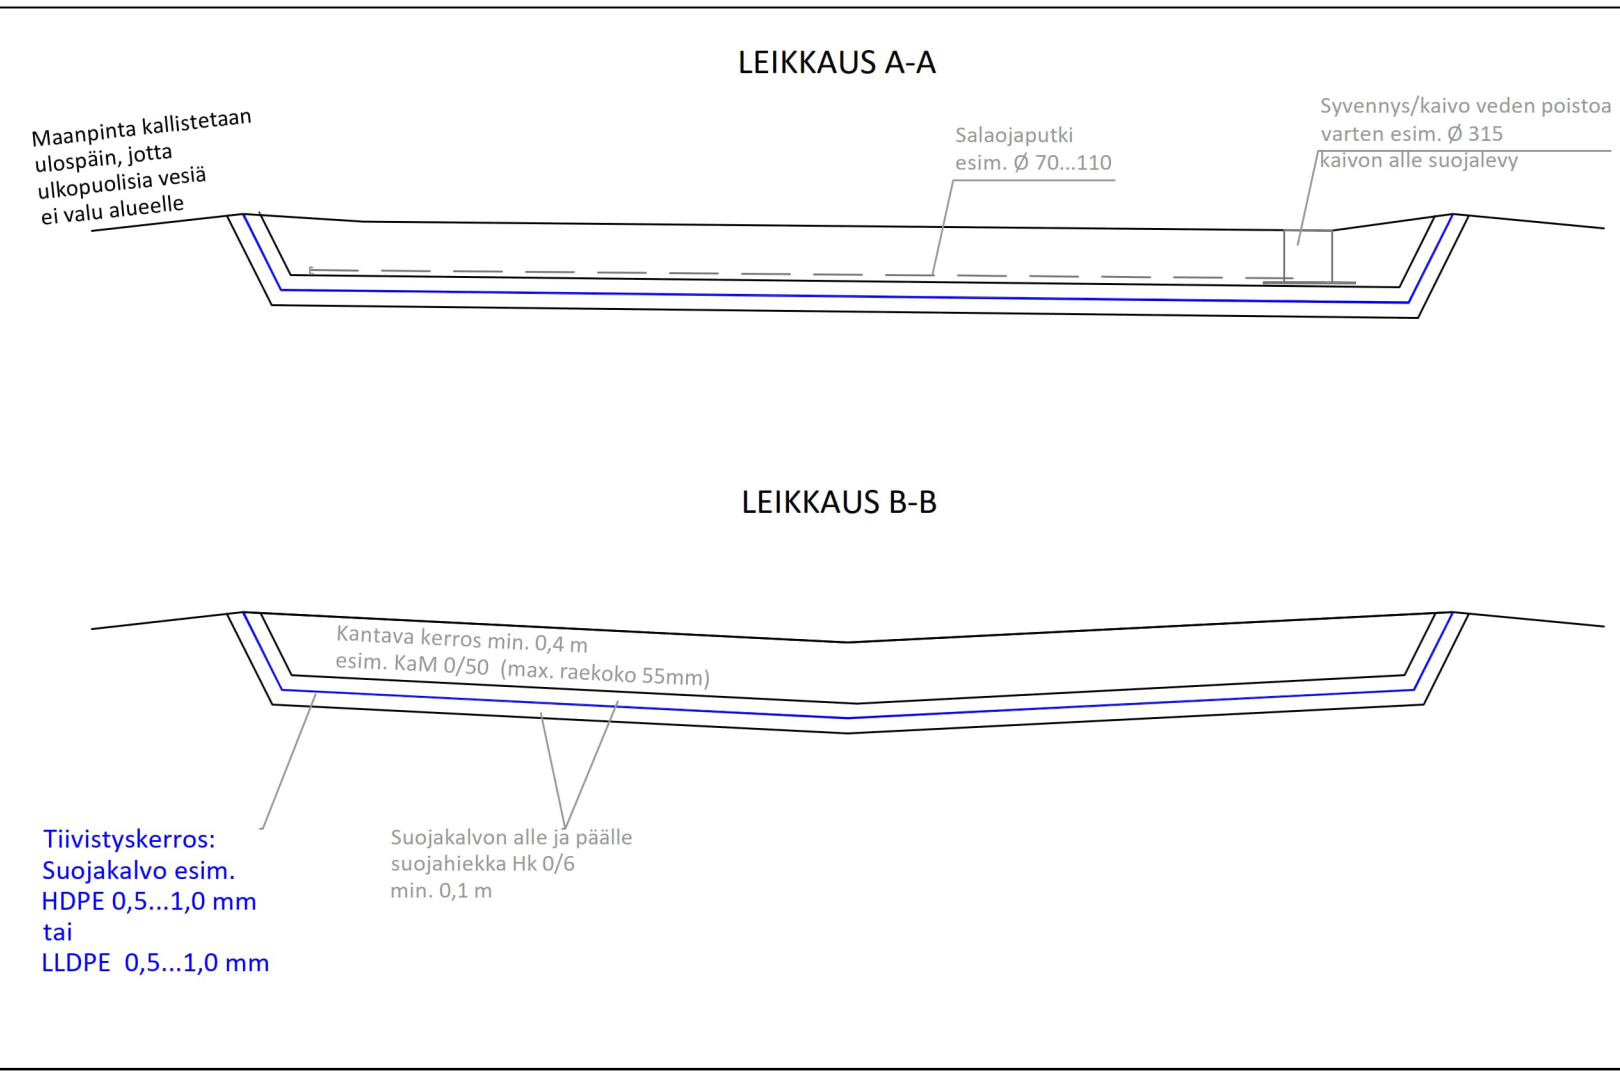 LEIKKAUS A-A
Maanpinta kallistetaan
ulospäin, jotta
ulkopuolisia vesiä
ei valu alueelle
Salaojaputki
esim. Ø 70...110
Syvennys/kaivo veden poistoa
varten esim. Ø 315
kaivon alle suojalevy
LEIKKAUS B-B
Kantava kerros min. 0,4 m
esim. KaM 0/50 (max. raekoko 55mm)
Tiivistyskerros:
Suojakalvo esim.
HDPE 0,5...1,0 mm
tai
LLDPE 0,5...1,0 mm
Suojakalvon alle ja päälle
suojahiekka Hk 0/6
min. 0,1 m